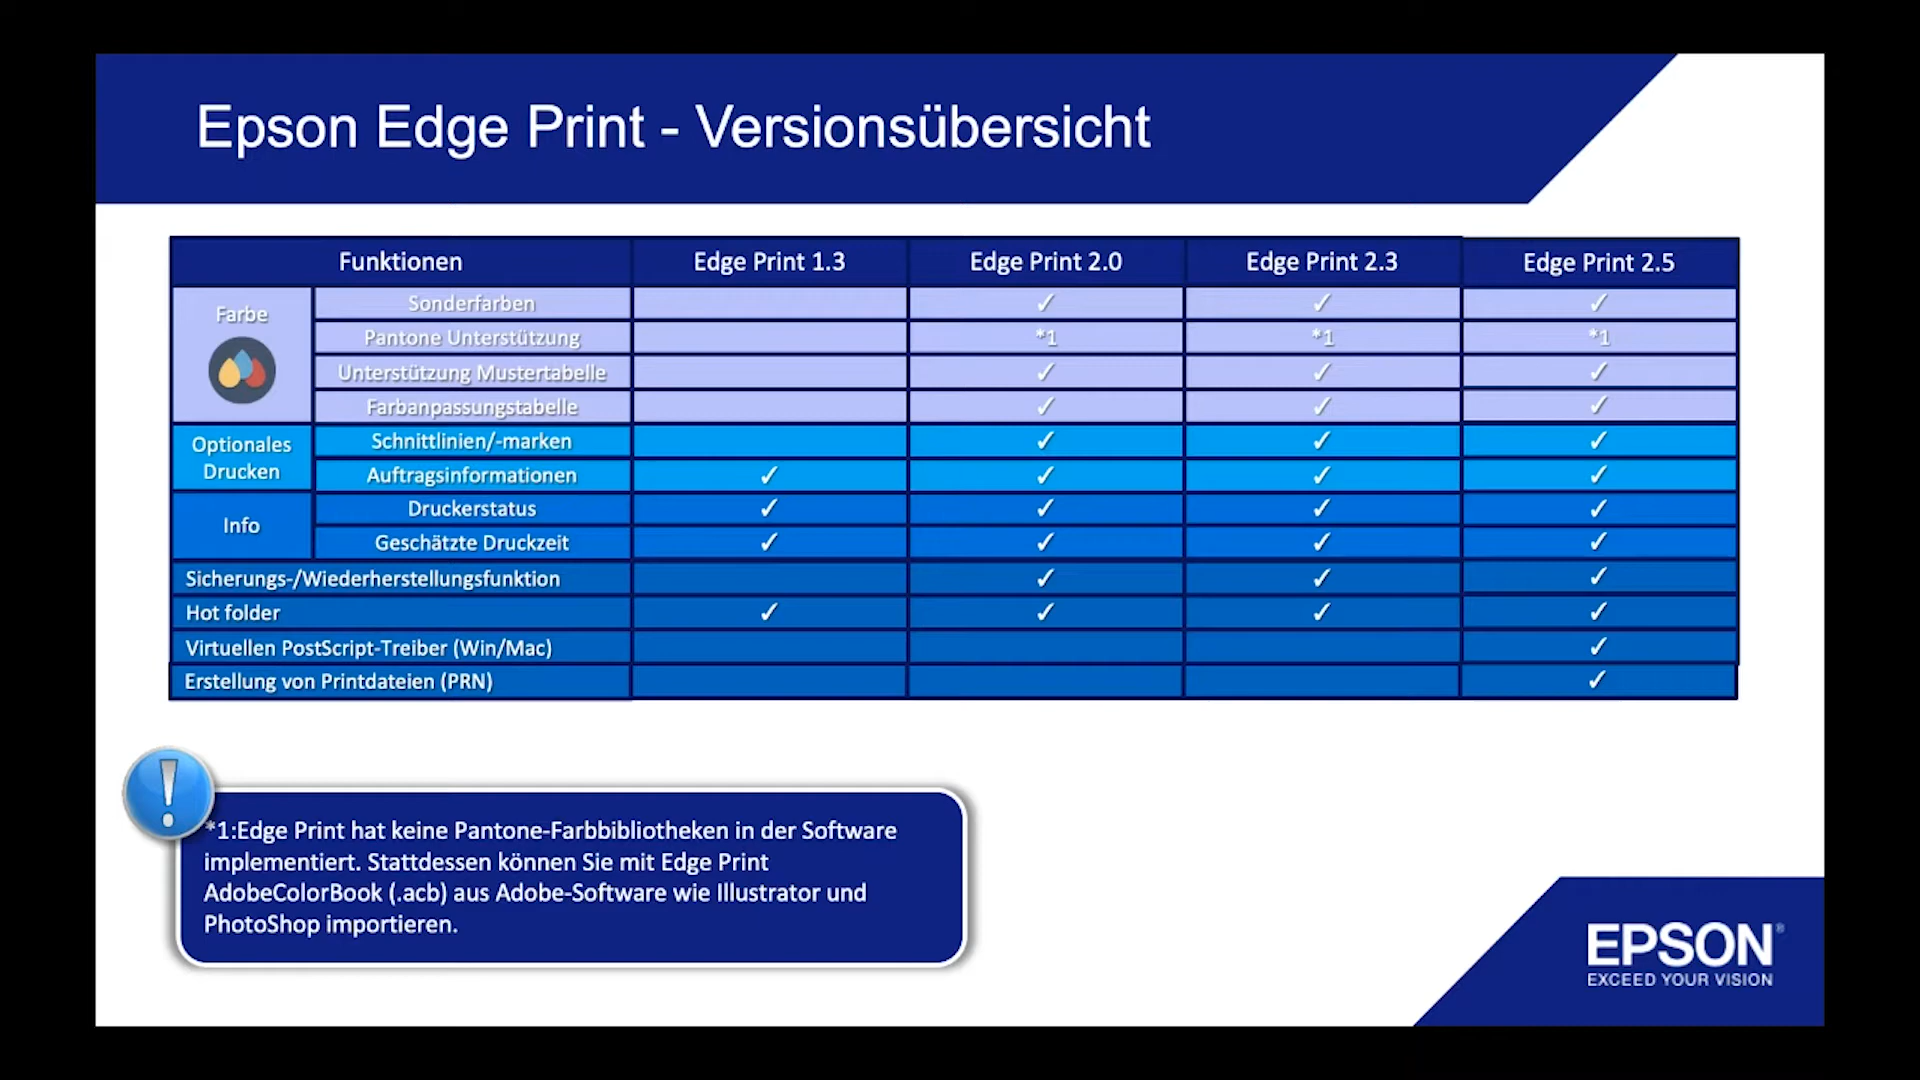 Epson Edge Print - Versionsübersicht
Funktionen Edge Print 1.3 Edge Print 2.0 Edge Print 2.3 Edge Print 2.5
Farbe
Sonderfarben ✓ ✓ ✓
Pantone Unterstützung *1 *1 *1
Unterstützung Mustertabelle ✓ ✓ ✓
Farbanpassungstabelle ✓ ✓ ✓
Optionales
Drucken
Schnittlinien/-marken ✓ ✓ ✓
Auftragsinformationen ✓ ✓ ✓ ✓
Info
Druckerstatus ✓ ✓ ✓ ✓
Geschätzte Druckzeit ✓ ✓ ✓ ✓
Sicherungs-/Wiederherstellungsfunktion ✓ ✓ ✓
Hot folder ✓ ✓ ✓ ✓
Virtuellen PostScript-Treiber (Win/Mac) ✓
Erstellung von Printdateien (PRN) ✓
!
*1:Edge Print hat keine Pantone-Farbbibliotheken in der Software
implementiert. Stattdessen können Sie mit Edge Print
AdobeColorBook (.acb) aus Adobe-Software wie Illustrator und
PhotoShop importieren.
EPSON®
EXCEED YOUR VISION